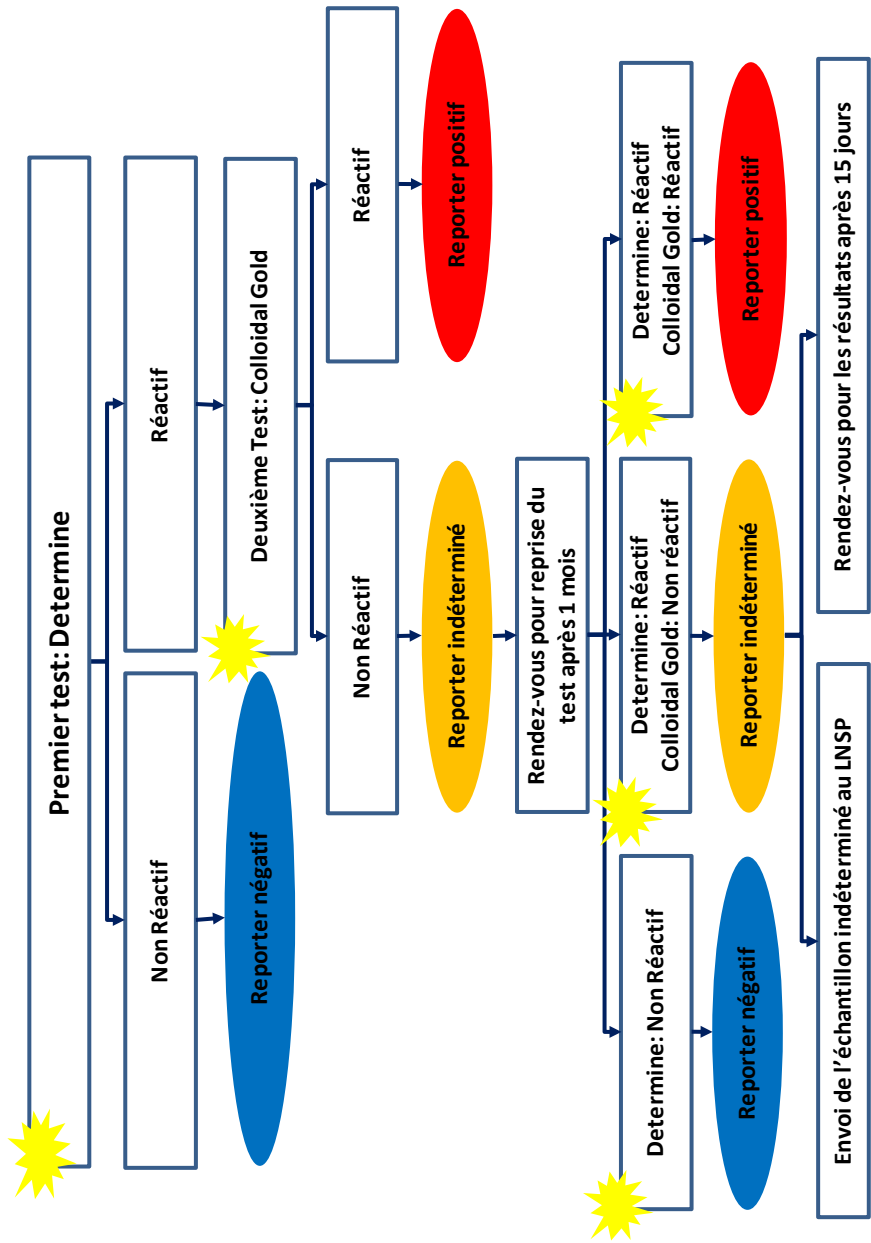 Premier test: Determine
Non Réactif
Réactif
Reporter négatif
Deuxième Test: Colloidal Gold
Non Réactif
Réactif
Reporter indéterminé
Reporter positif
Rendez-vous pour reprise du
test après 1 mois
Determine: Non Réactif
Determine: Réactif
Colloidal Gold: Non réactif
Determine: Réactif
Colloidal Gold: Réactif
Reporter négatif
Reporter indéterminé
Reporter positif
Envoi de l’échantillon indéterminé au LNSP
Rendez-vous pour les résultats après 15 jours